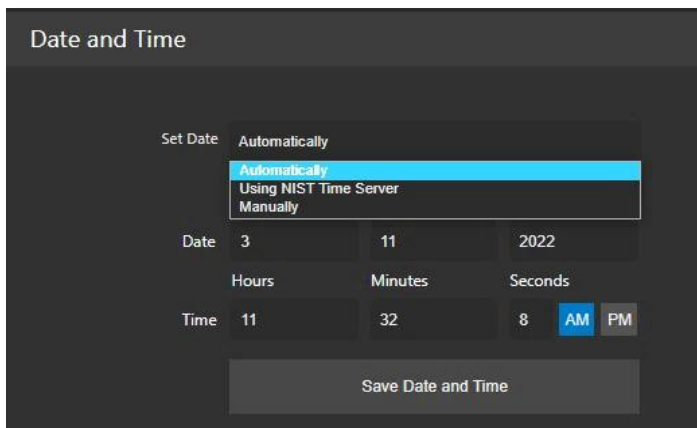 Date and Time
Set Date Automatically
Automatically
Using NIST Time Server
Manually
Date 3 11 2022
Hours Minutes Seconds
Time 11 32 8 AM PM
Save Date and Time